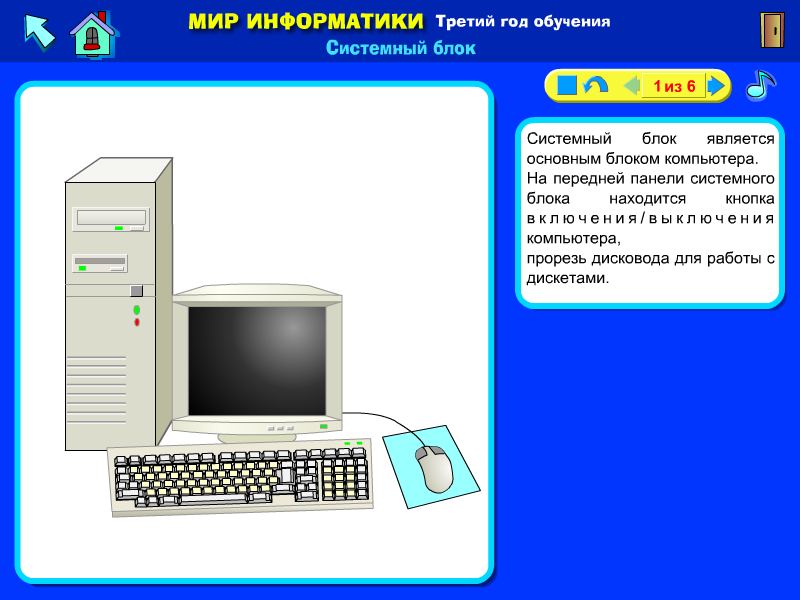 МИР ИНФОРМАТИКИ Третий год обучения
Системный блок
1 из 6
Системный блок является
основным блоком компьютера.
На передней панели системного
блока находится кнопка
включения/выключения
компьютера,
прорезь дисковода для работы с
дискетами.